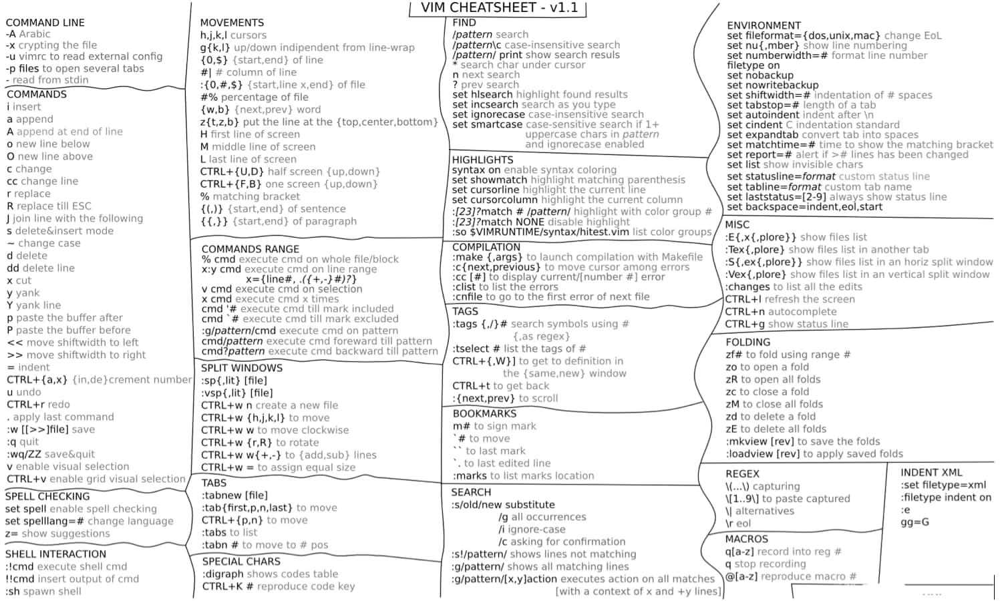 VIM CHEATSHEET - v1.1
COMMAND LINE
-A Arabic
-x crypting the file
-u vimrc to read external config
-p files to open several tabs
- read from stdin
COMMANDS
i insert
a append
A append at end of line
o new line below
O new line above
c change
cc change line
r replace
R replace till ESC
J join line with the following
s delete&insert mode
~ change case
d delete
dd delete line
x cut
y yank
Y yank line
p paste the buffer after
P paste the buffer before
<< move shiftwidth to left
>> move shiftwidth to right
= indent
CTRL+{a,x} {in,de}crement number
u undo
CTRL+r redo
. apply last command
:w [[>>]file] save
:q quit
:wq/ZZ save&quit
v enable visual selection
CTRL+v enable grid visual selection
SPELL CHECKING
set spell enable spell checking
set spelllang=# change language
z= show suggestions
SHELL INTERACTION
:!cmd execute shell cmd
!!cmd insert output of cmd
:sh spawn shell
MOVEMENTS
h,j,k,l cursors
g{k,l} up/down indipendent from line-wrap
{0,$} {start,end} of line
#| # column of line
:{0,#,$} {start,line x,end} of file
#% percentage of file
{w,b} {next,prev} word
z{t,z,b} put the line at the {top,center,bottom}
H first line of screen
M middle line of screen
L last line of screen
CTRL+{U,D} half screen {up,down}
CTRL+{F,B} one screen {up,down}
% matching bracket
{(,)} {start,end} of sentence
{{,}} {start,end} of paragraph
COMMANDS RANGE
% cmd execute cmd on whole file/block
x:y cmd execute cmd on line range
x={line#, .({+,-}#)?}
v cmd execute cmd on selection
x cmd execute cmd x times
cmd '# execute cmd till mark included
cmd `# execute cmd till mark excluded
:g/pattern/cmd execute cmd on pattern
cmd/pattern execute cmd foreward till pattern
cmd?pattern execute cmd backward till pattern
SPLIT WINDOWS
:sp{,lit} [file]
:vsp{,lit} [file]
CTRL+w n create a new file
CTRL+w {h,j,k,l} to move
CTRL+w w to move clockwise
CTRL+w {r,R} to rotate
CTRL+w w{+,-} to {add,sub} lines
CTRL+w = to assign equal size
TABS
:tabnew [file]
:tab{first,p,n,last} to move
CTRL+{p,n} to move
:tabs to list
:tabn # to move to # pos
SPECIAL CHARS
:digraph shows codes table
CTRL+K # reproduce code key
FIND
/pattern search
/pattern\c case-insensitive search
/pattern/ print show search resuls
* search char under cursor
n next search
? prev search
set hlsearch highlight found results
set incsearch search as you type
set ignorecase case-insensitive search
set smartcase case-sensitive search if 1+
uppercase chars in pattern
and ignorecase enabled
HIGHLIGHTS
syntax on enable syntax coloring
set showmatch highlight matching parenthesis
set cursorline highlight the current line
set cursorcolumn highlight the current column
:[23]?match # /pattern/ highlight with color group #
:[23]?match NONE disable highlight
:so $VIMRUNTIME/syntax/hitest.vim list color groups
COMPILATION
:make {,args} to launch compilation with Makefile
:c{next,previous} to move cursor among errors
:cc [#] to display current/[number #] error
:clist to list the errors
:cnfile to go to the first error of next file
TAGS
:tags {,/}# search symbols using #
{,as regex}
:tselect # list the tags of #
CTRL+{,W}] to get to definition in
the {same,new} window
CTRL+t to get back
:{next,prev} to scroll
BOOKMARKS
m# to sign mark
`# to move
`` to last mark
`. to last edited line
:marks to list marks location
SEARCH
:s/old/new substitute
/g all occurrences
/i ignore-case
/c asking for confirmation
:s!/pattern/ shows lines not matching
:g/pattern/ shows all matching lines
:g/pattern/[x,y]action executes action on all matches
[with a context of x and +y lines]
ENVIRONMENT
set fileformat={dos,unix,mac} change EoL
set nu{,mber} show line numbering
set numberwidth=# format line number
filetype on
set nobackup
set nowritebackup
set shiftwidth=# indentation of # spaces
set tabstop=# length of a tab
set autoindent indent after \n
set cindent C indentation standard
set expandtab convert tab into spaces
set matchtime=# time to show the matching bracket
set report=# alert if ># lines has been changed
set list show invisible chars
set statusline=format custom status line
set tabline=format custom tab name
set laststatus=[2-9] always show status line
set backspace=indent,eol,start
MISC
:E{,x{,plore}} show files list
:Tex{,plore} show files list in another tab
:S{,ex{,plore}} show files list in an horiz split window
:Vex{,plore} show files list in an vertical split window
:changes to list all the edits
CTRL+l refresh the screen
CTRL+n autocomplete
CTRL+g show status line
FOLDING
zf# to fold using range #
zo to open a fold
zR to open all folds
zc to close a fold
zM to close all folds
zd to delete a fold
zE to delete all folds
:mkview [rev] to save the folds
:loadview [rev] to apply saved folds
REGEX
\(...\) capturing
\[1..9\] to paste captured
\| alternatives
\r eol
MACROS
q[a-z] record into reg #
q stop recording
@[a-z] reproduce macro #
INDENT XML
:set filetype=xml
:filetype indent on
:e
gg=G